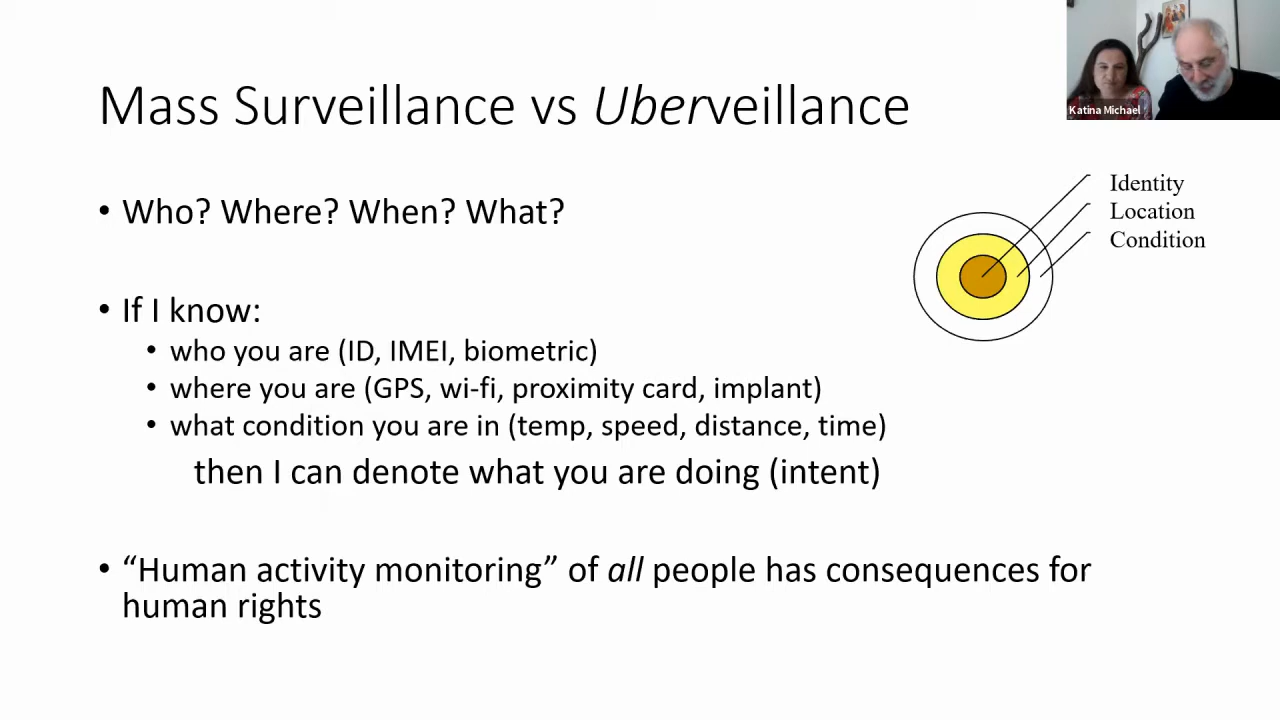 Mass Surveillance vs Uberveillance
Katina Michael
• Who? Where? When? What?
Identity
Location
Condition
• If I know:
• who you are (ID, IMEI, biometric)
• where you are (GPS, wi-fi, proximity card, implant)
• what condition you are in (temp, speed, distance, time)
then I can denote what you are doing (intent)
• “Human activity monitoring” of all people has consequences for
human rights